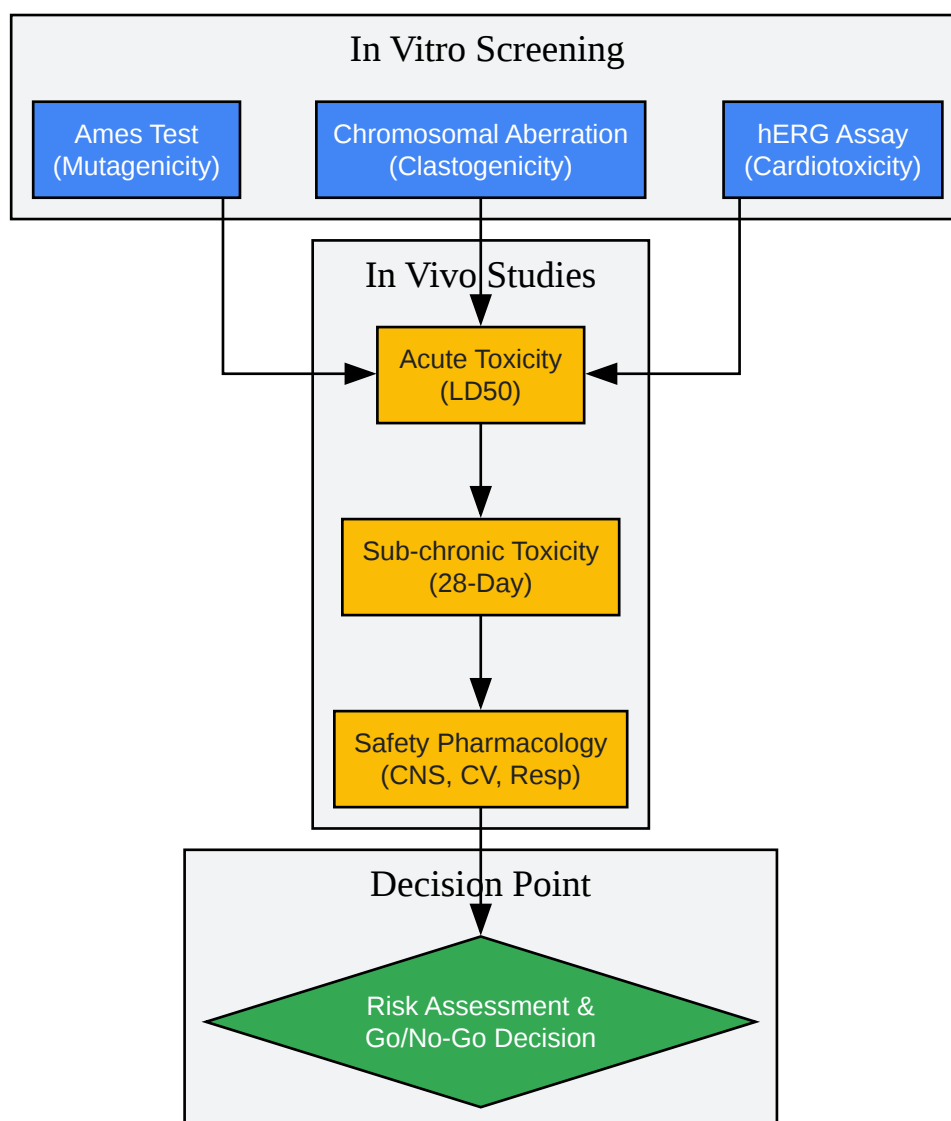 In Vitro Screening
Ames Test
(Mutagenicity)
Chromosomal Aberration
(Clastogenicity)
hERG Assay
(Cardiotoxicity)
In Vivo Studies
Acute Toxicity
(LD50)
Sub-chronic Toxicity
(28-Day)
Safety Pharmacology
(CNS, CV, Resp)
Decision Point
Risk Assessment &
Go/No-Go Decision